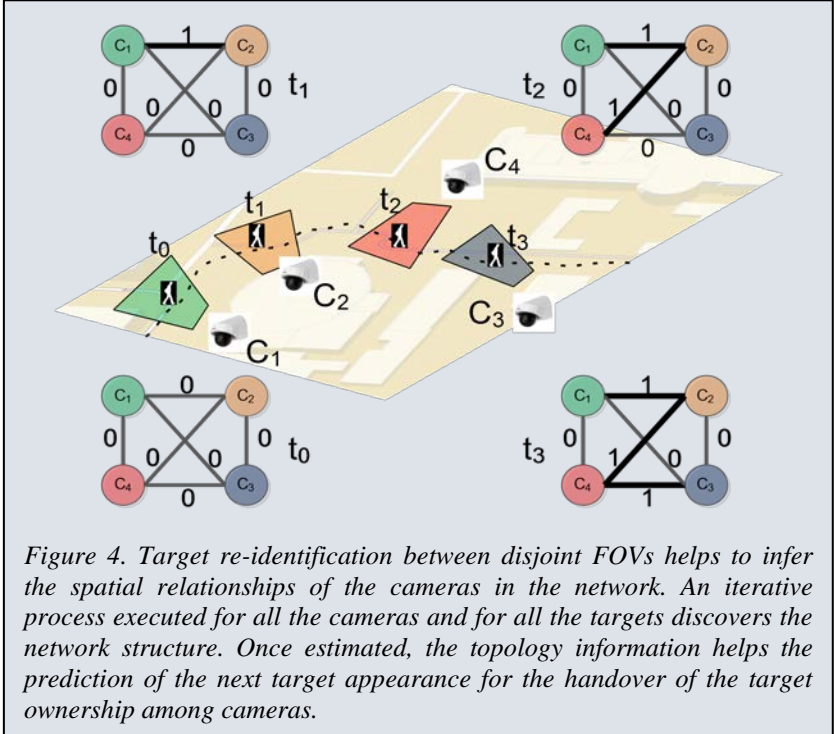 C₁ 1 C₂
0 0 0 0 t₁
C₄ 0 C₃
C₁ 1 C₂
t₂ 0 1 0 0
C₄ 0 C₃
C₄
t₂
t₁
t₃
t₀
C₂
C₃
C₁
C₁ 0 C₂
0 0 0 0 t₀
C₄ 0 C₃
C₁ 1 C₂
t₃ 0 1 0 0
C₄ 1 C₃
Figure 4. Target re-identification between disjoint FOVs helps to infer
the spatial relationships of the cameras in the network. An iterative
process executed for all the cameras and for all the targets discovers the
network structure. Once estimated, the topology information helps the
prediction of the next target appearance for the handover of the target
ownership among cameras.